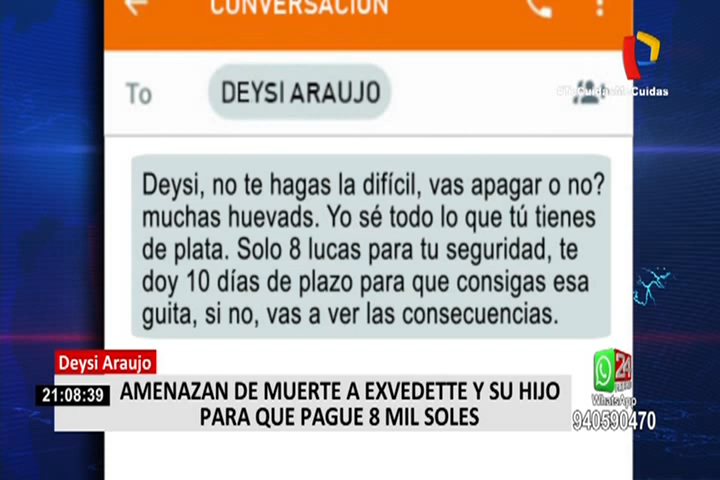 CONVERSACIÓN
To
DEYSI ARAUJO
#TeCuidasMeCuidas
Deysi, no te hagas la difícil, vas apagar o no?
muchas huevads. Yo sé todo lo que tú tienes
de plata. Solo 8 lucas para tu seguridad, te
doy 10 días de plazo para que consigas esa
guita, si no, vas a ver las consecuencias.
Deysi Araujo
21:08:39
AMENAZAN DE MUERTE A EXVEDETTE Y SU HIJO
PARA QUE PAGUE 8 MIL SOLES
24
WhatsApp
940590470